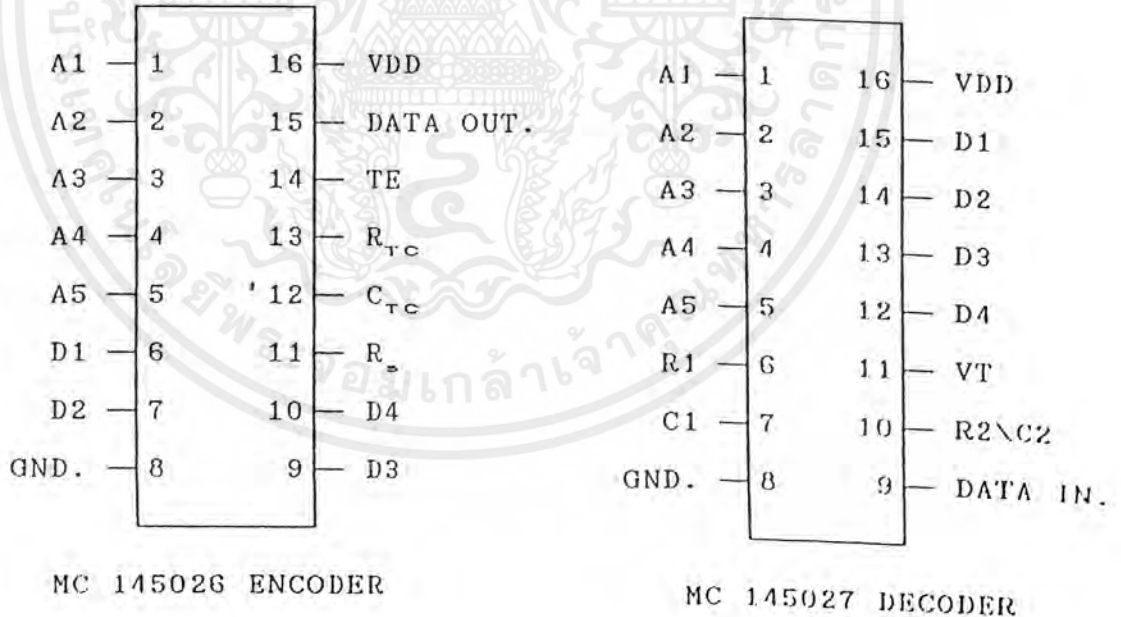 A1 1 16 VDD
A2 2 15 DATA OUT.
A3 3 14 TE
A4 4 13 R_TC
A5 5 12 C_TC
D1 6 11 R_S
D2 7 10 D4
GND. 8 9 D3
MC 145026 ENCODER
A1 1 16 VDD
A2 2 15 D1
A3 3 14 D2
A4 4 13 D3
A5 5 12 D4
R1 6 11 VT
C1 7 10 R2\C2
GND. 8 9 DATA IN.
MC 145027 DECODER